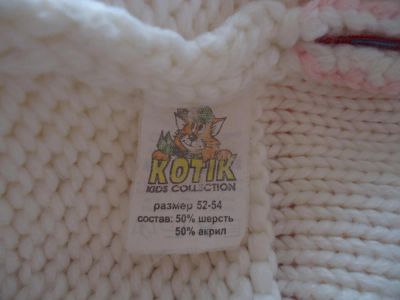 KOTIK
KIDS COLLECTION
размер 52-54
состав: 50% шерсть
50% акрил